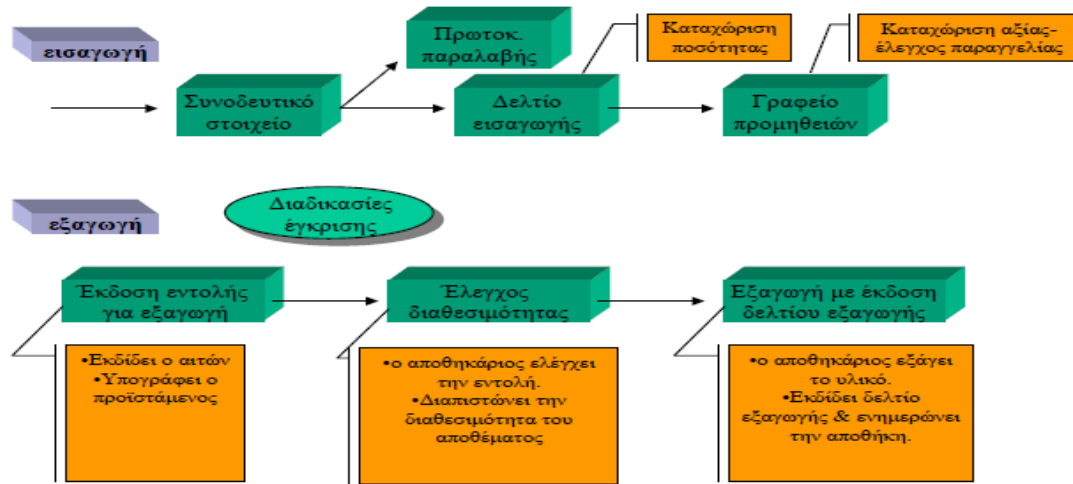 εισαγωγή
Πρωτοκ.
παραλαβής
Καταχώριση
ποσότητας
Καταχώριση αξίας-
έλεγχος παραγγελίας
Συνοδευτικό
στοιχείο
Δελτίο
εισαγωγής
Γραφείο
προμηθειών
εξαγωγή
Διαδικασίες
έγκρισης
Έκδοση εντολής
για εξαγωγή
Έλεγχος
διαθεσιμότητας
Εξαγωγή με έκδοση
δελτίου εξαγωγής
•Εκδίδει ο αιτών
•Υπογράφει ο
προϊστάμενος
•ο αποθηκάριος ελέγχει
την εντολή.
•Διαπιστώνει την
διαθεσιμότητα του
αποθέματος
•ο αποθηκάριος εξάγει
το υλικό.
•Εκδίδει δελτίο
εξαγωγής & ενημερώνει
την αποθήκη.